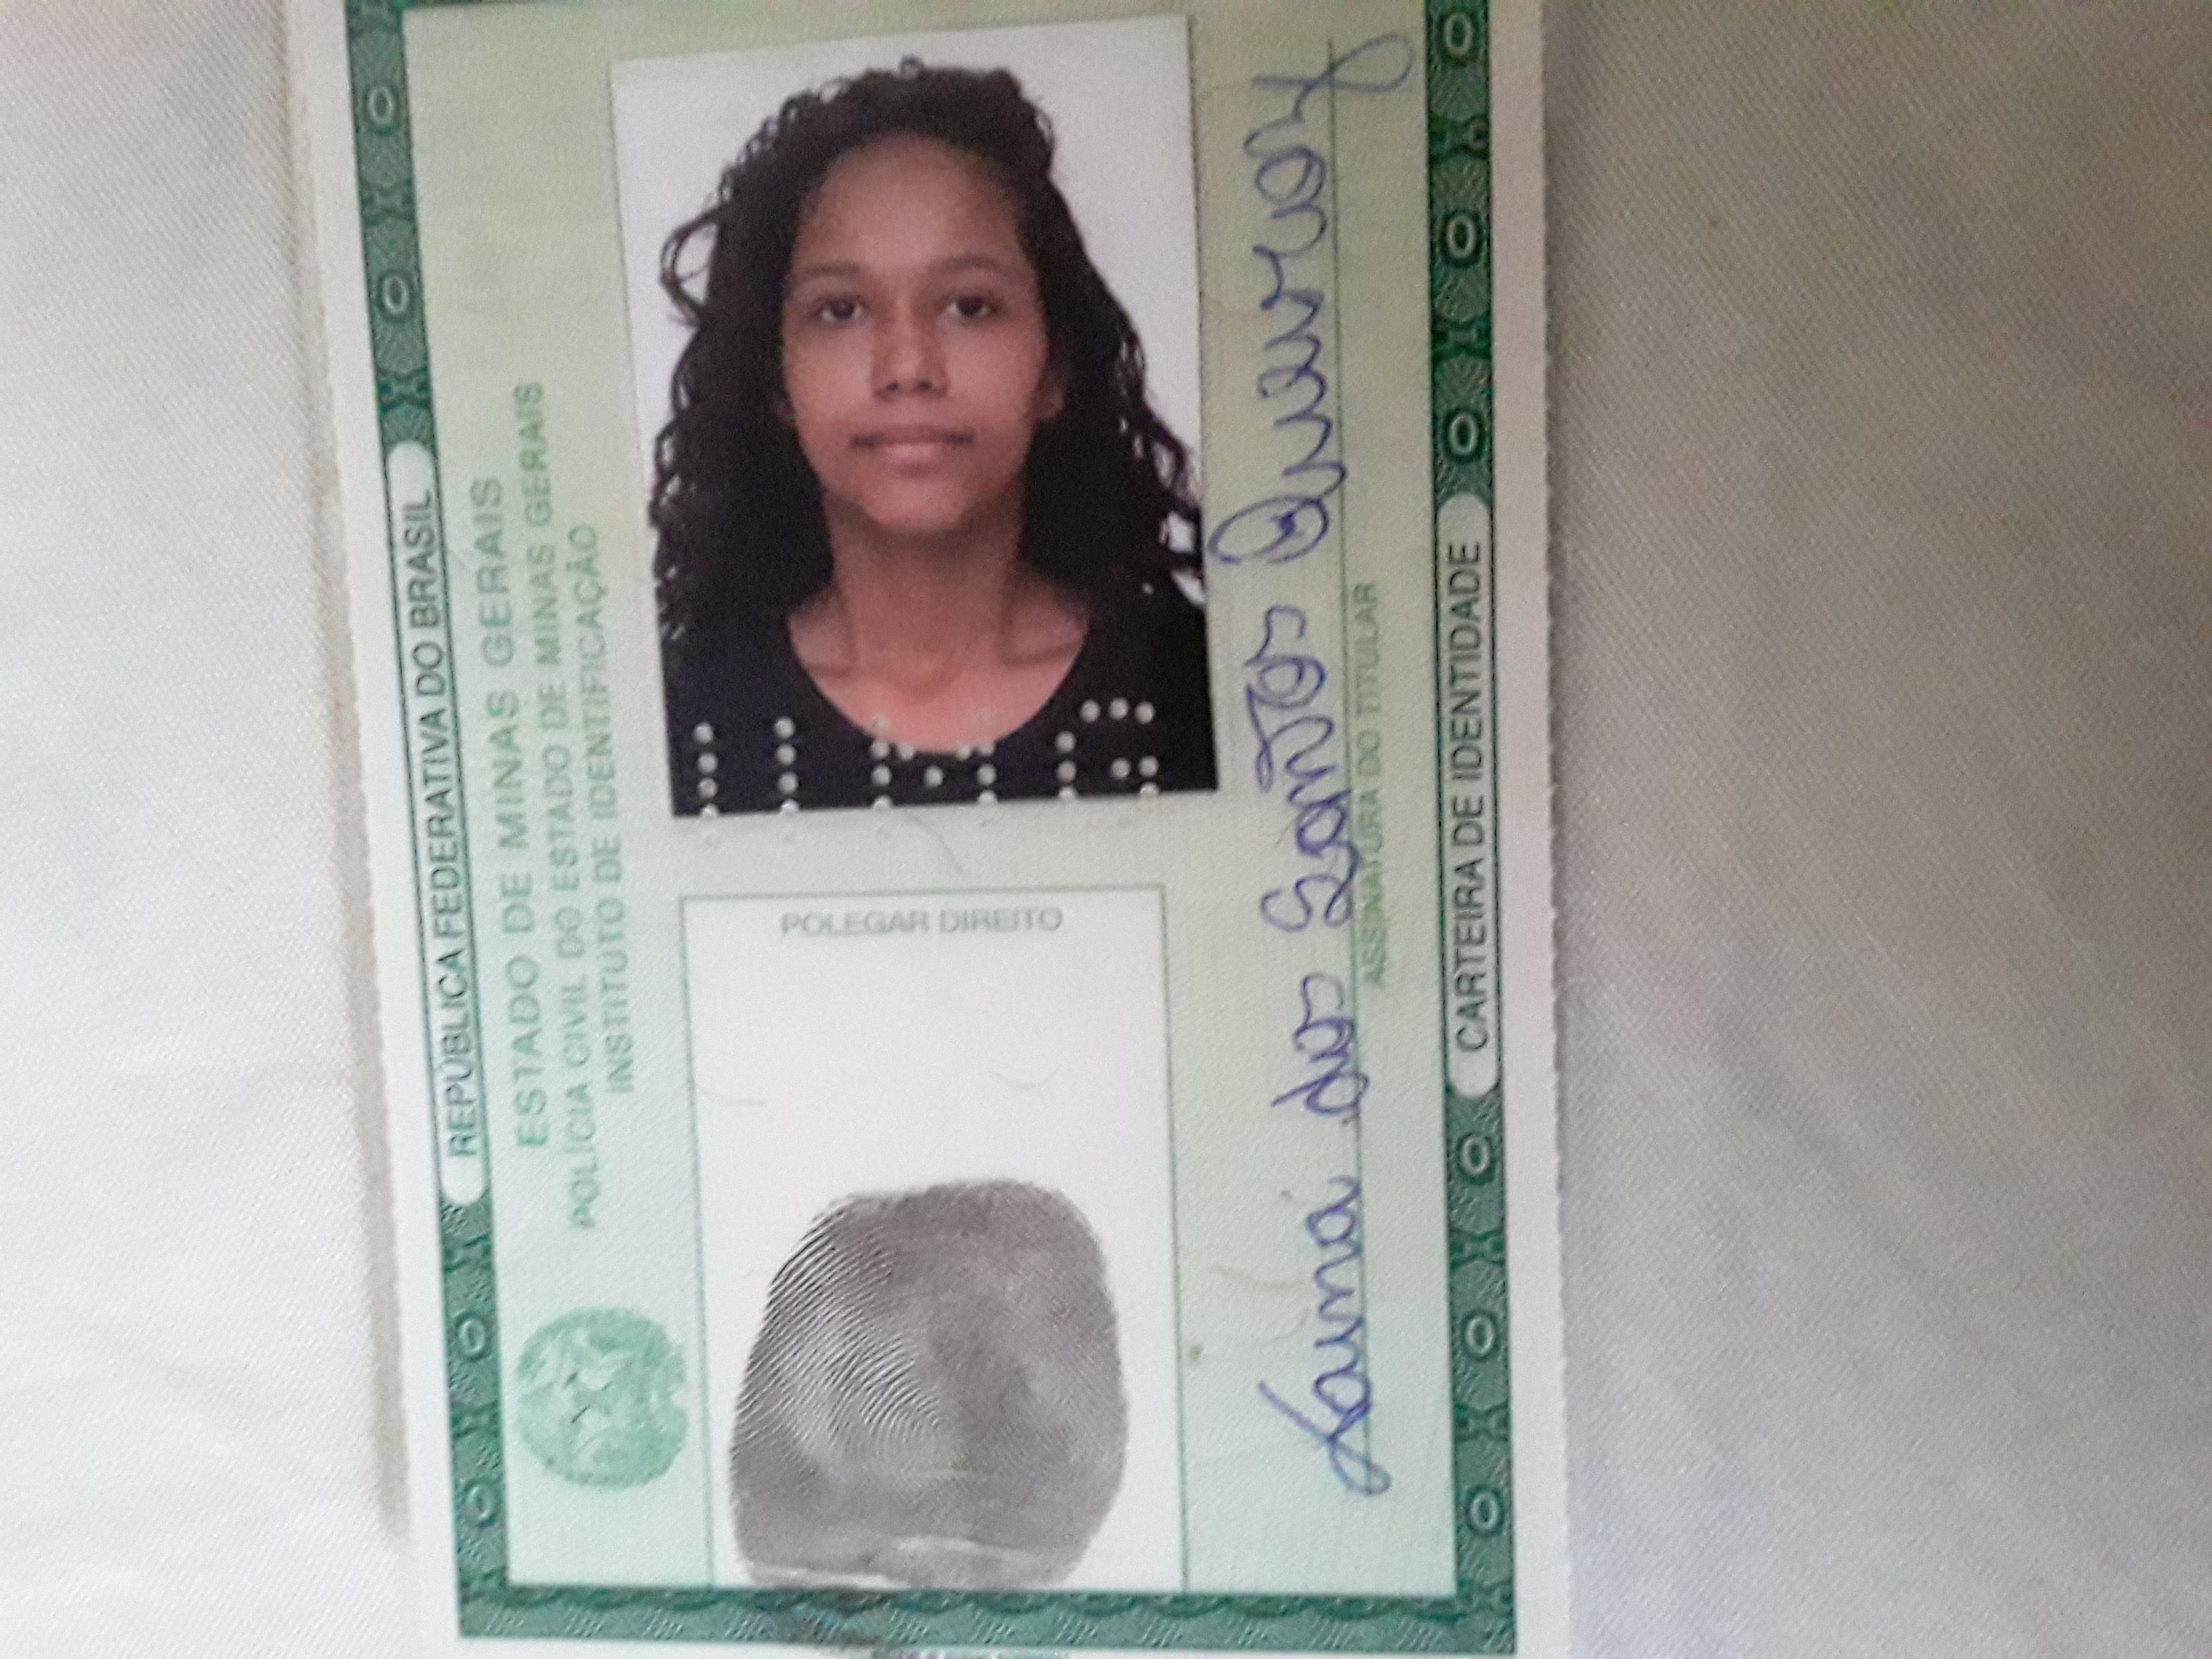 REPÚBLICA FEDERATIVA DO BRASIL
ESTADO DE MINAS GERAIS
POLÍCIA CIVIL DO ESTADO DE MINAS GERAIS
INSTITUTO DE IDENTIFICAÇÃO
POLEGAR DIREITO
dos Santos Queiroz
ASSINATURA DO TITULAR
CARTEIRA DE IDENTIDADE